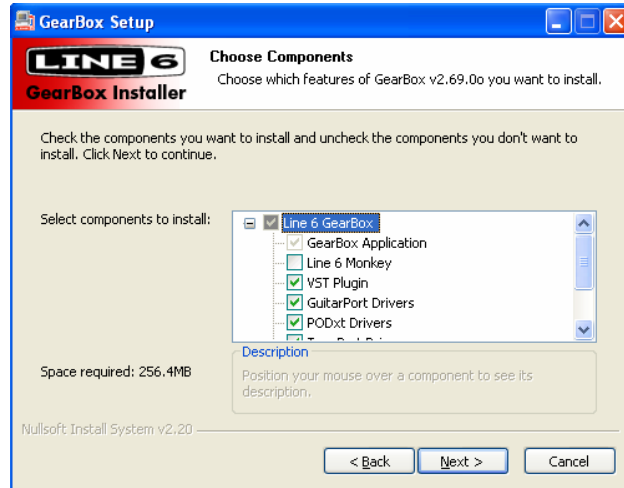 GearBox Setup
LINE 6
GearBox Installer
Choose Components
Choose which features of GearBox v2.69.0o you want to install.
Check the components you want to install and uncheck the components you don't want to
install. Click Next to continue.
Select components to install:
Line 6 GearBox
GearBox Application
Line 6 Monkey
VST Plugin
GuitarPort Drivers
PODxt Drivers
Space required: 256.4MB
Description
Position your mouse over a component to see its
description.
Nullsoft Install System v2.20
< Back
Next >
Cancel